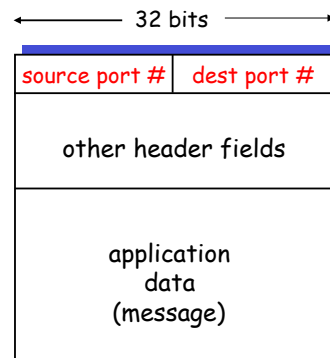 32 bits
source port # dest port #
other header fields
application
data
(message)